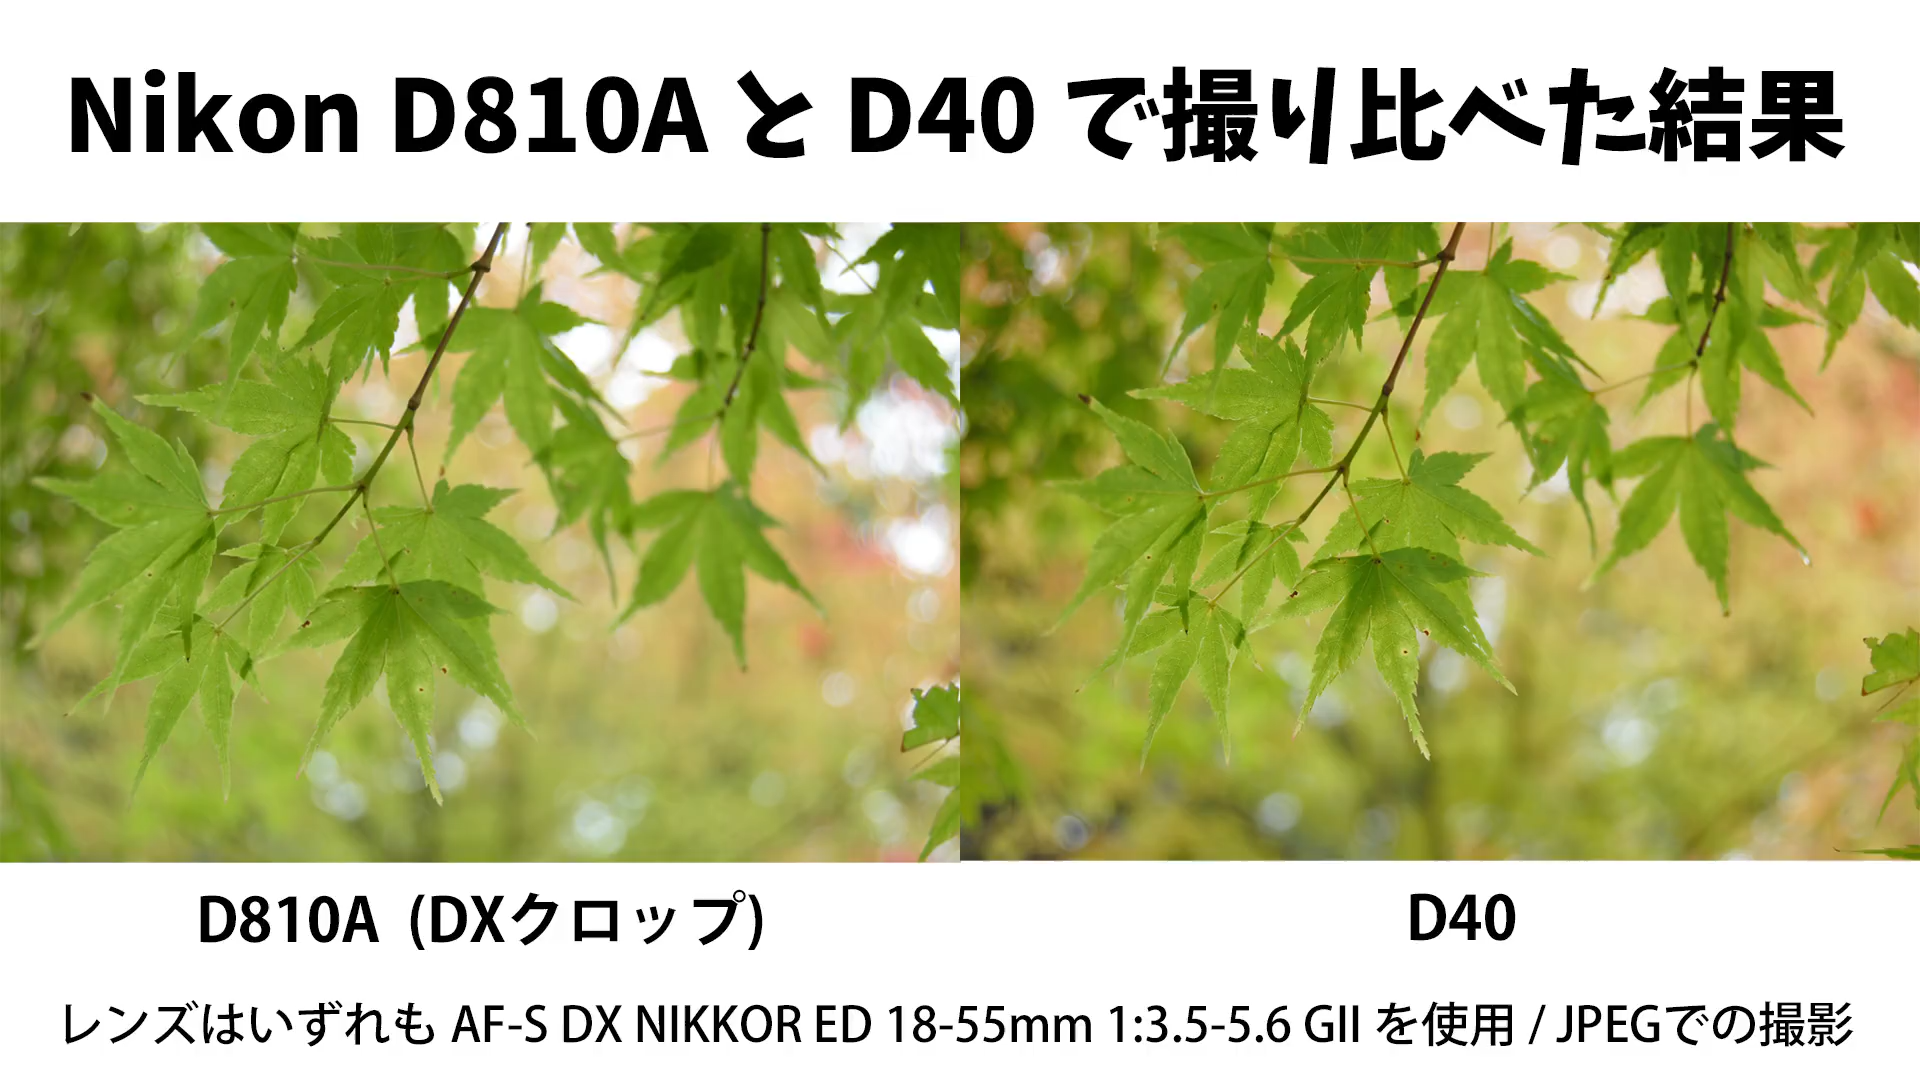 Nikon D810A と D40 で撮り比べた結果
D810A (DXクロップ)
D40
レンズはいずれも AF-S DX NIKKOR ED 18-55mm 1:3.5-5.6 GII を使用 / JPEGでの撮影